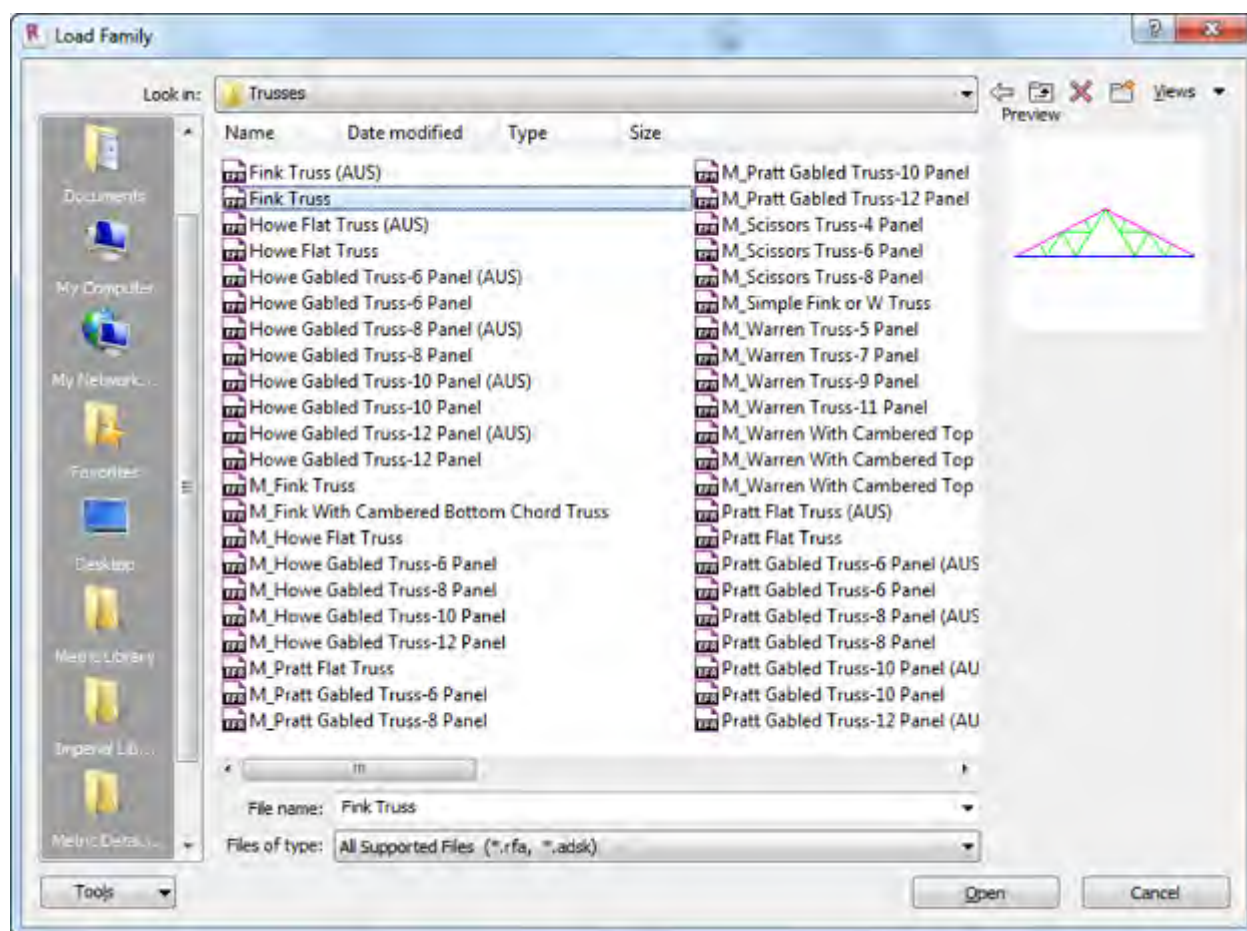 Load Family
Look in: Trusses Views
Preview
Name Date modified Type Size
Fink Truss (AUS)
Fink Truss
Howe Flat Truss (AUS)
Howe Flat Truss
Howe Gabled Truss-6 Panel (AUS)
Howe Gabled Truss-6 Panel
Howe Gabled Truss-8 Panel (AUS)
Howe Gabled Truss-8 Panel
Howe Gabled Truss-10 Panel (AUS)
Howe Gabled Truss-10 Panel
Howe Gabled Truss-12 Panel (AUS)
Howe Gabled Truss-12 Panel
M_Fink Truss
M_Fink With Cambered Bottom Chord Truss
M_Howe Flat Truss
M_Howe Gabled Truss-6 Panel
M_Howe Gabled Truss-8 Panel
M_Howe Gabled Truss-10 Panel
M_Howe Gabled Truss-12 Panel
M_Pratt Flat Truss
M_Pratt Gabled Truss-6 Panel
M_Pratt Gabled Truss-8 Panel
M_Pratt Gabled Truss-10 Panel
M_Pratt Gabled Truss-12 Panel
M_Scissors Truss-4 Panel
M_Scissors Truss-6 Panel
M_Scissors Truss-8 Panel
M_Simple Fink or W Truss
M_Warren Truss-5 Panel
M_Warren Truss-7 Panel
M_Warren Truss-9 Panel
M_Warren Truss-11 Panel
M_Warren With Cambered Top
M_Warren With Cambered Top
M_Warren With Cambered Top
Pratt Flat Truss (AUS)
Pratt Flat Truss
Pratt Gabled Truss-6 Panel (AUS
Pratt Gabled Truss-6 Panel
Pratt Gabled Truss-8 Panel (AUS
Pratt Gabled Truss-8 Panel
Pratt Gabled Truss-10 Panel (AU
Pratt Gabled Truss-10 Panel
Pratt Gabled Truss-12 Panel (AU
Documents
My Computer
My Network...
Favorites
Desktop
Metric Library
Imperial Lib...
Metric Detai...
File name: Fink Truss
Files of type: All Supported Files (*.rfa, *.adsk)
Tools Open Cancel